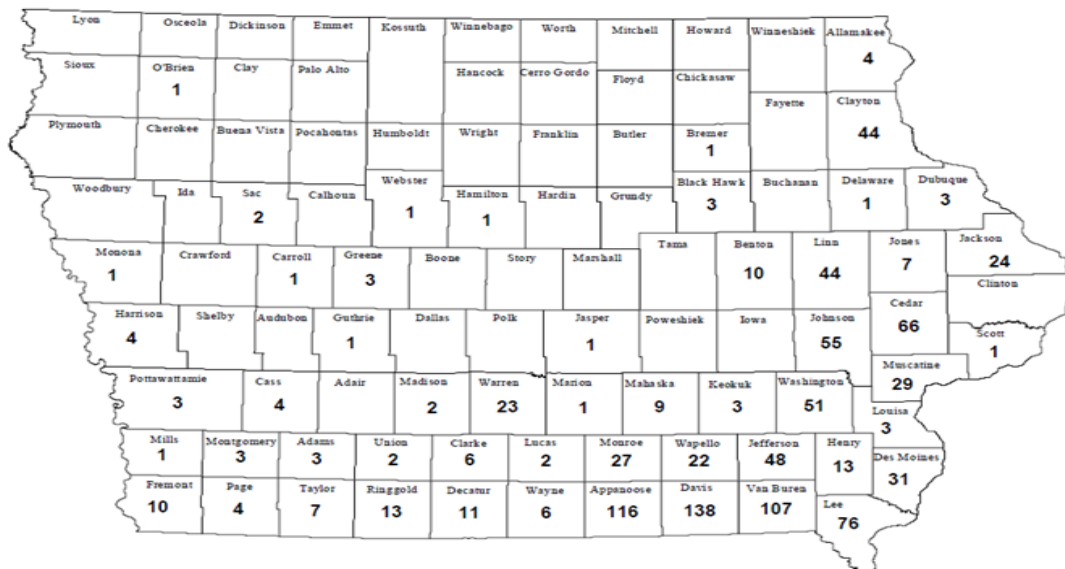 Lyon
Osceola
Dickinson
Emmet
Kossuth
Winnebago
Worth
Mitchell
Howard
Winneshiek
Allamakee
4
Sioux
O'Brien
1
Clay
Palo Alto
Hancock
Cerro Gordo
Floyd
Chickasaw
Fayette
Clayton
44
Plymouth
Cherokee
Buena Vista
Pocahontas
Humboldt
Wright
Franklin
Butler
Bremer
1
Woodbury
Ida
Sac
2
Calhoun
Webster
1
Hamilton
1
Hardin
Grundy
Black Hawk
3
Buchanan
Delaware
1
Dubuque
3
Monona
1
Crawford
Carroll
1
Greene
3
Boone
Story
Marshall
Tama
Benton
10
Linn
44
Jones
7
Jackson
24
Clinton
Harrison
4
Shelby
Audubon
Guthrie
1
Dallas
Polk
Jasper
1
Poweshiek
Iowa
Johnson
55
Cedar
66
Scott
1
Muscatine
29
Pottawattamie
3
Cass
4
Adair
Madison
2
Warren
23
Marion
1
Mahaska
9
Keokuk
3
Washington
51
Louisa
3
Mills
1
Montgomery
3
Adams
3
Union
2
Clarke
6
Lucas
2
Monroe
27
Wapello
22
Jefferson
48
Henry
13
Des Moines
31
Fremont
10
Page
4
Taylor
7
Ringgold
13
Decatur
11
Wayne
6
Appanoose
116
Davis
138
Van Buren
107
Lee
76